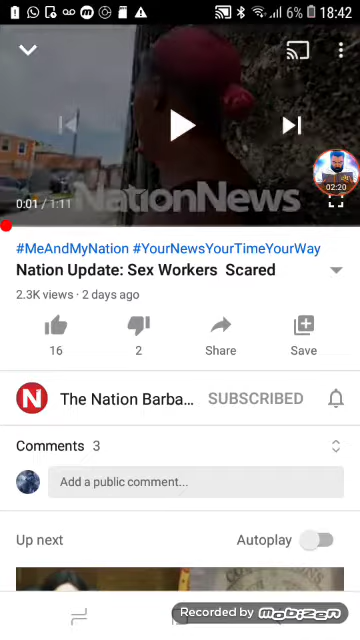 6% 18:42
NationNews
02:20
0:01 / 1:11
#MeAndMyNation #YourNewsYourTimeYourWay
Nation Update: Sex Workers Scared
2.3K views · 2 days ago
16
2
Share
Save
N
The Nation Barba...
SUBSCRIBED
Comments 3
Add a public comment...
Up next
Autoplay
Recorded by mobizen